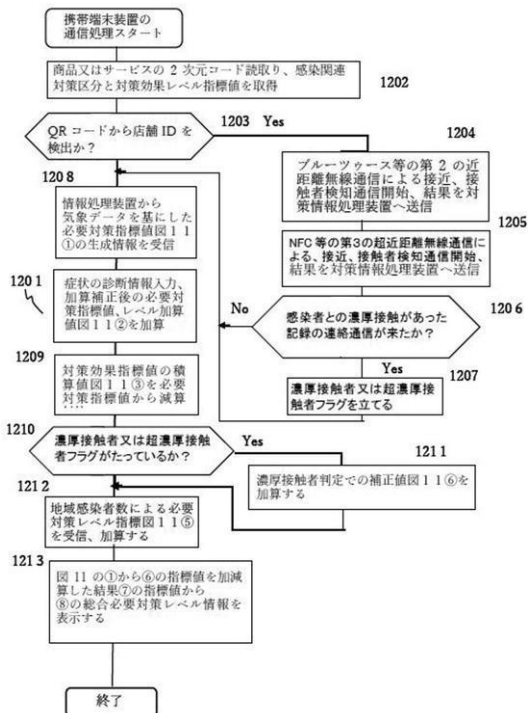 携帯端末装置の
通信処理スタート
商品又はサービスの2次元コード読取り、感染関連
対策区分と対策効果レベル指標値を取得
1202
QRコードから店舗IDを
検出か?
1203 Yes
1204
ブルーツゥース等の第2の近
距離無線通信による接近、接
触者検知通信開始、結果を対
策情報処理装置へ送信
1205
NFC等の第3の超近距離無線通信によ
る、接近、接触者検知通信開始、
結果を対策情報処理装置へ送信
1206
感染者との濃厚接触があった
記録の連絡通信が来たか?
No
Yes
1207
濃厚接触者又は超濃厚接
触者フラグを立てる
1208
情報処理装置から
気象データを基にした
必要対策指標値図11
①の生成情報を受信
1201
症状の診断情報入力、
加算補正後の必要対
策指標値、レベル加算
値図11②を加算
1209
対策効果指標値の積
算値図11③を必要
対策指標値から減算
‥‥
1210
濃厚接触者又は超濃厚接触
者フラグがたっているか?
Yes
1211
濃厚接触者判定での補正値図11⑥を
加算する
1212
地域感染者数による必要
対策レベル指標図11⑤
を受信、加算する
1213
図11の①から⑥の指標値を加減
算した結果⑦の指標値から
⑧の総合必要対策レベル情報を
表示する
終了